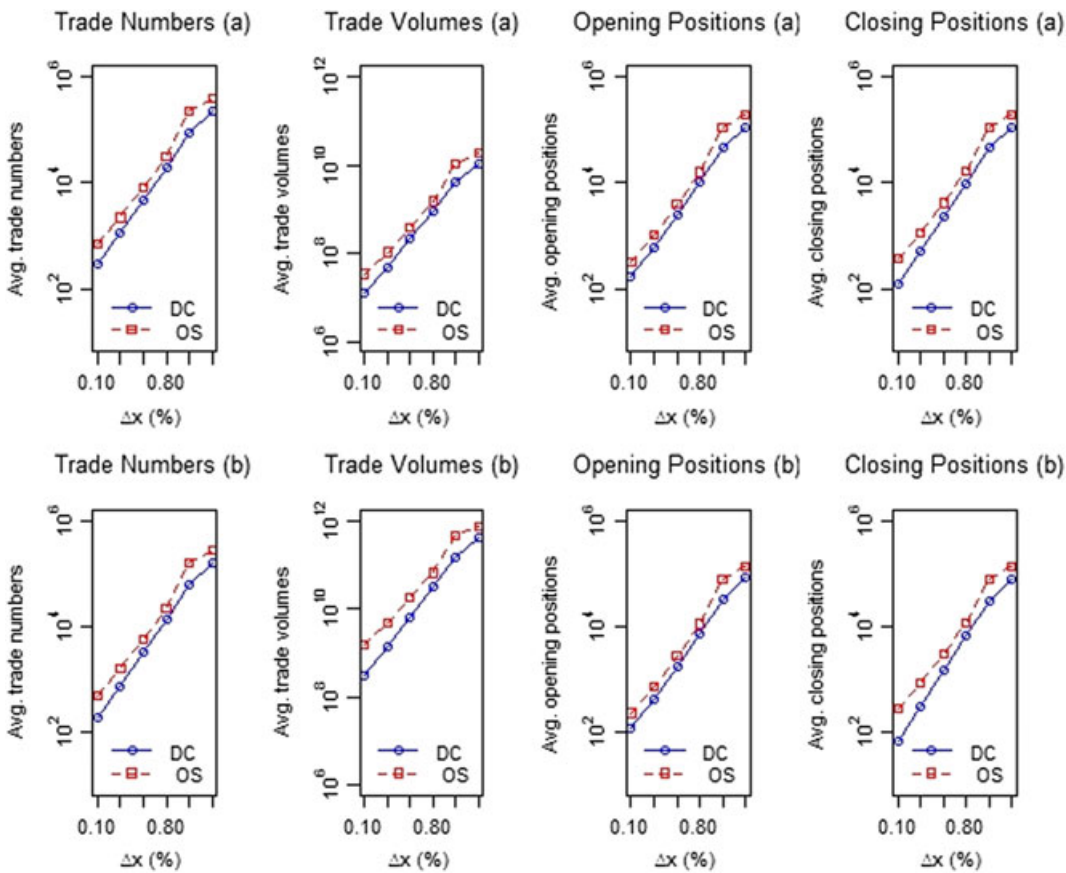 Trade Numbers (a)
Avg. trade numbers
10^6
10^4
10^2
DC
OS
0.10 0.80
Δx (%)
Trade Volumes (a)
Avg. trade volumes
10^12
10^10
10^8
10^6
DC
OS
0.10 0.80
Δx (%)
Opening Positions (a)
Avg. opening positions
10^6
10^4
10^2
DC
OS
0.10 0.80
Δx (%)
Closing Positions (a)
Avg. closing positions
10^6
10^4
10^2
DC
OS
0.10 0.80
Δx (%)
Trade Numbers (b)
Avg. trade numbers
10^6
10^4
10^2
DC
OS
0.10 0.80
Δx (%)
Trade Volumes (b)
Avg. trade volumes
10^12
10^10
10^8
10^6
DC
OS
0.10 0.80
Δx (%)
Opening Positions (b)
Avg. opening positions
10^6
10^4
10^2
DC
OS
0.10 0.80
Δx (%)
Closing Positions (b)
Avg. closing positions
10^6
10^4
10^2
DC
OS
0.10 0.80
Δx (%)